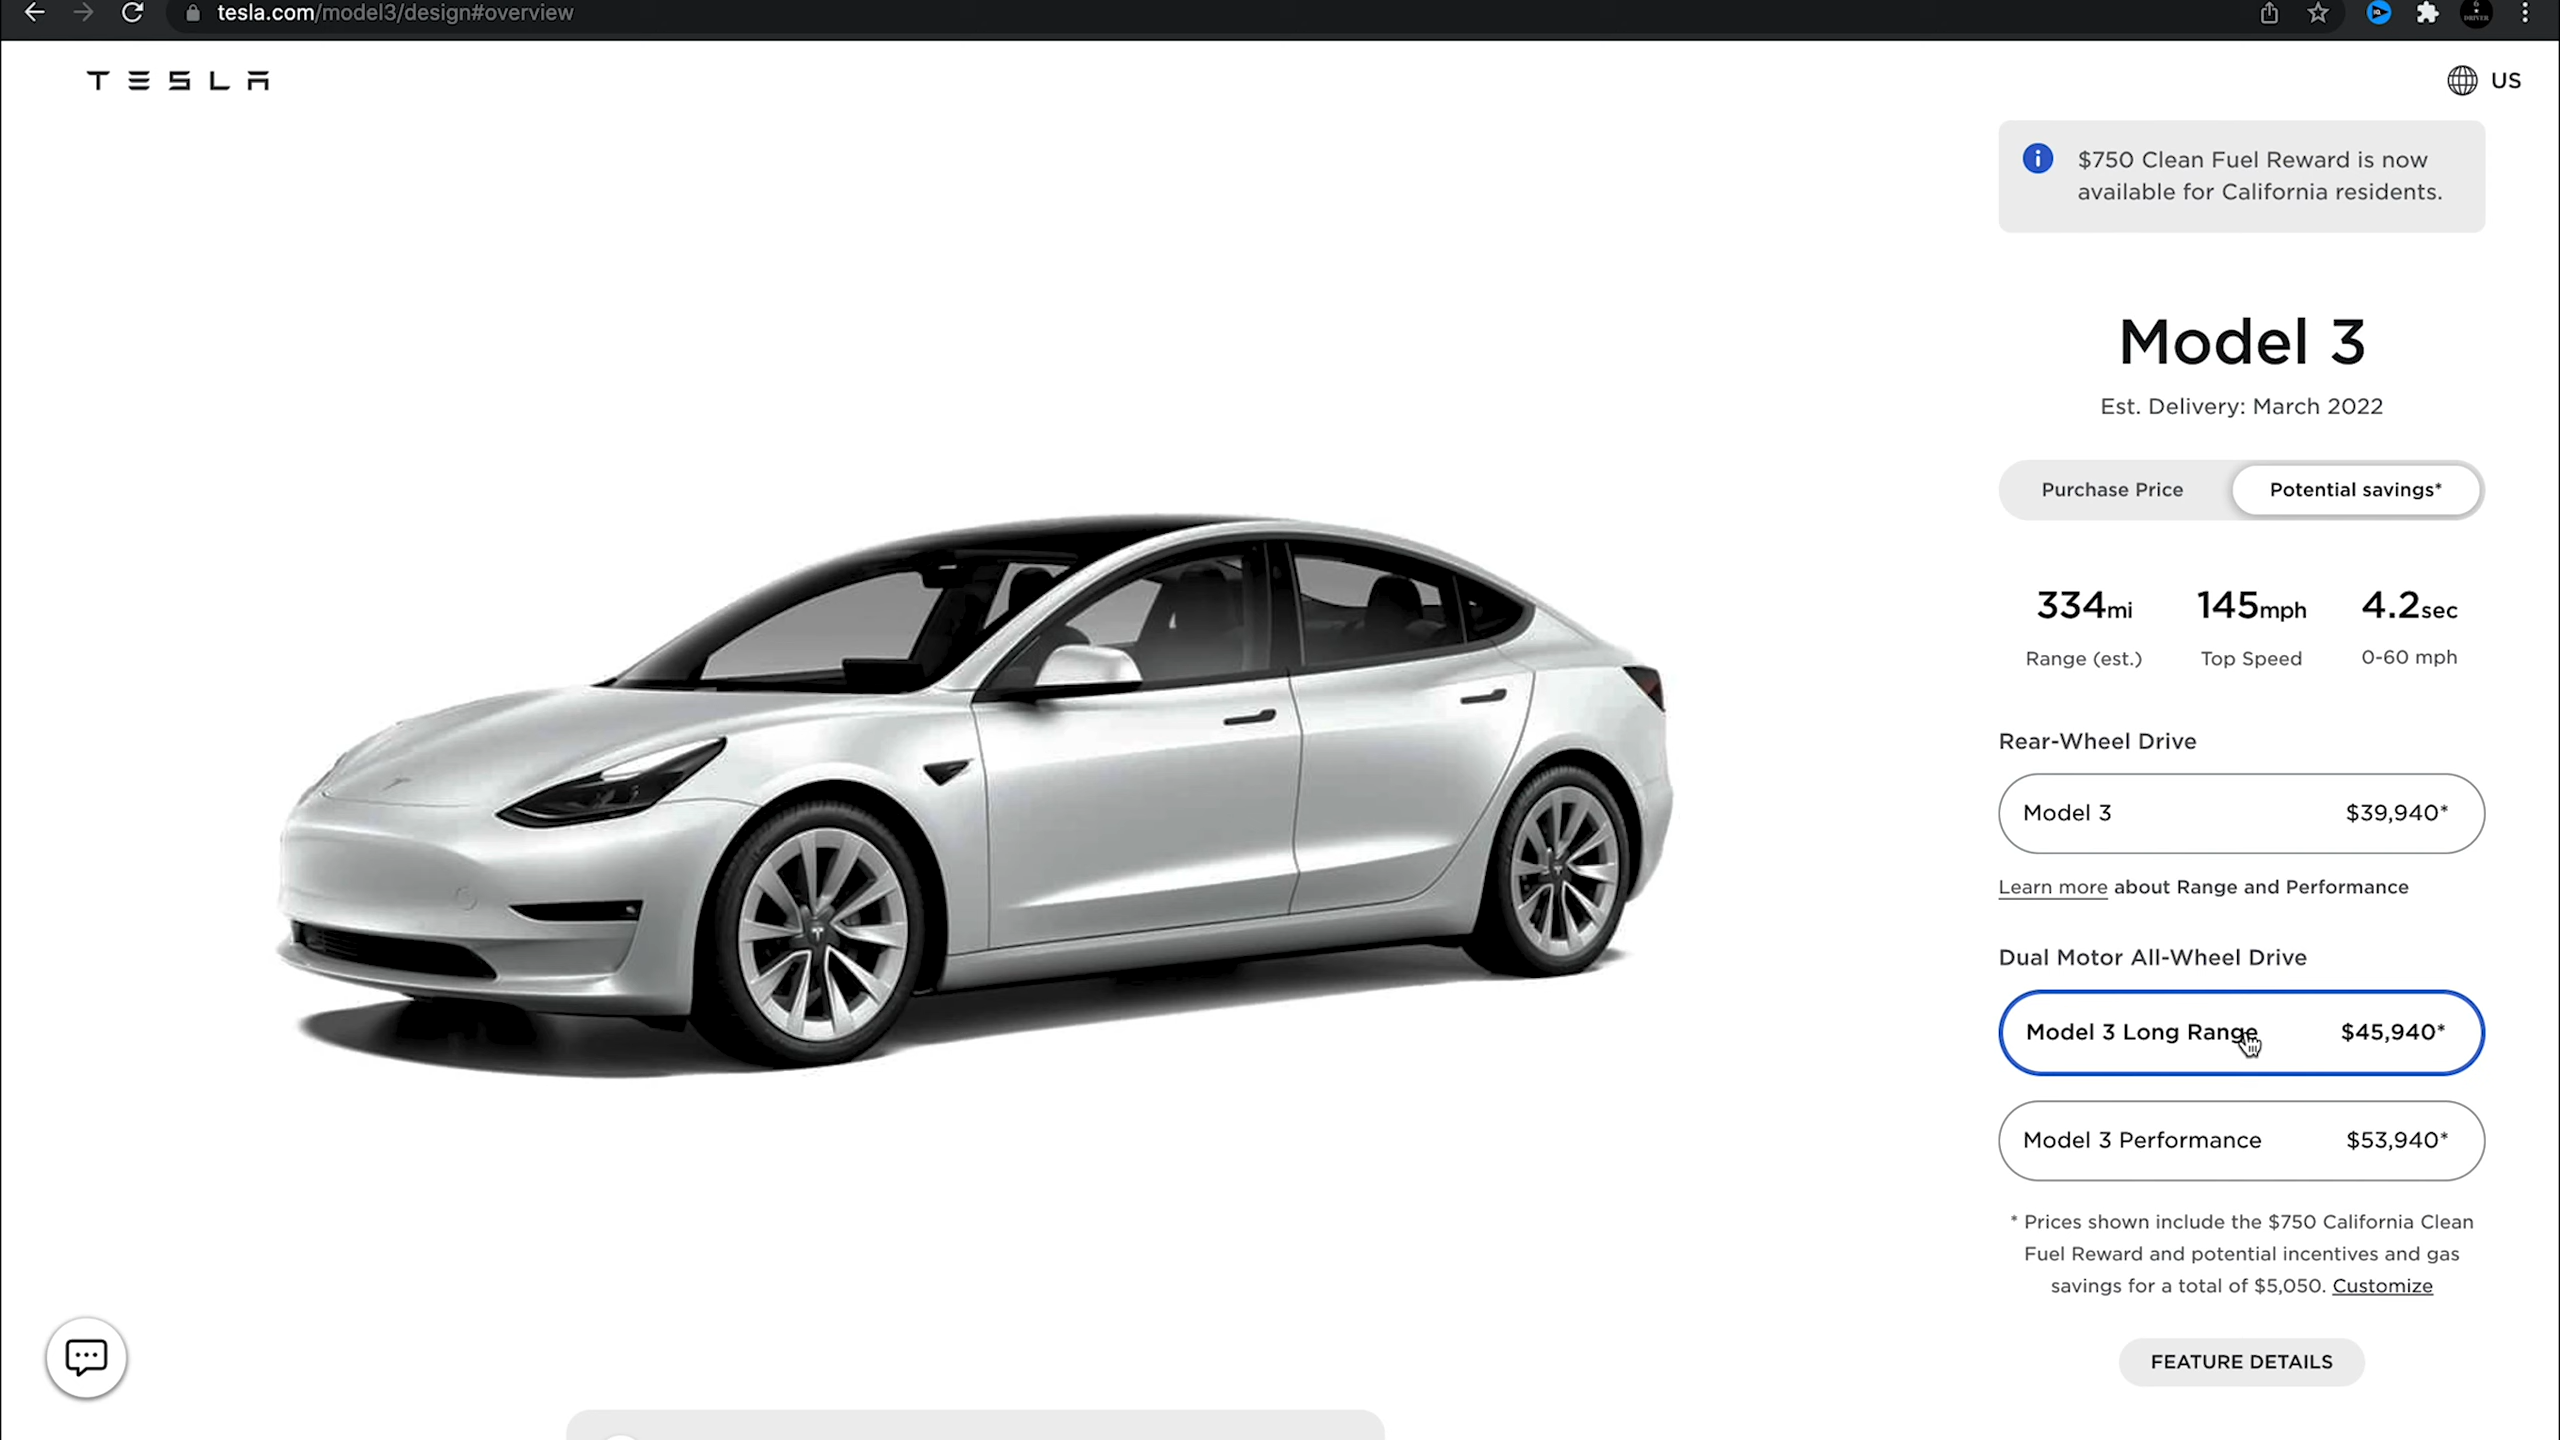 tesla.com/model3/design#overview
TESLA
US
$750 Clean Fuel Reward is now
available for California residents.
Model 3
Est. Delivery: March 2022
Purchase Price
Potential savings*
334mi
145mph
4.2sec
Range (est.)
Top Speed
0-60 mph
Rear-Wheel Drive
Model 3 $39,940*
Learn more about Range and Performance
Dual Motor All-Wheel Drive
Model 3 Long Range $45,940*
Model 3 Performance $53,940*
* Prices shown include the $750 California Clean
Fuel Reward and potential incentives and gas
savings for a total of $5,050. Customize
FEATURE DETAILS